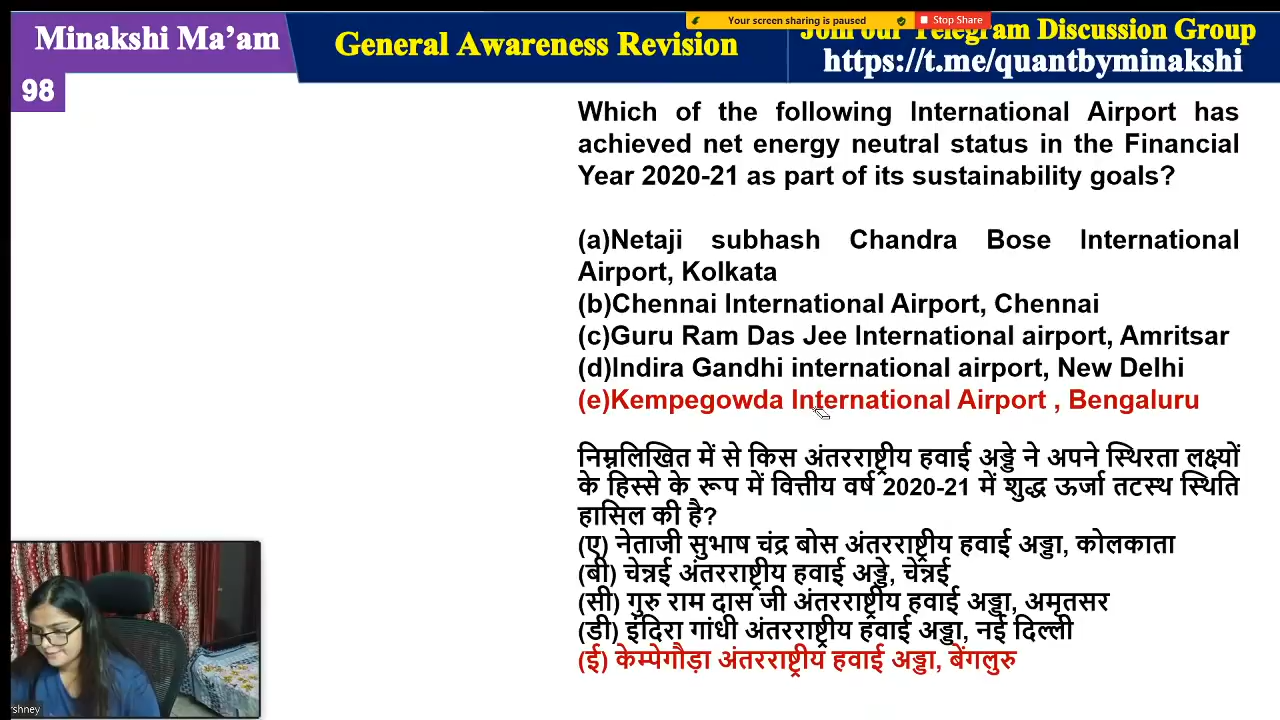 Your screen sharing is paused
Stop Share
Minakshi Ma'am
General Awareness Revision
Join our Telegram Discussion Group
https://t.me/quantbyminakshi
98
Which of the following International Airport has
achieved net energy neutral status in the Financial
Year 2020-21 as part of its sustainability goals?
(a)Netaji subhash Chandra Bose International
Airport, Kolkata
(b)Chennai International Airport, Chennai
(c)Guru Ram Das Jee International airport, Amritsar
(d)Indira Gandhi international airport, New Delhi
(e)Kempegowda International Airport , Bengaluru
निम्नलिखित में से किस अंतरराष्ट्रीय हवाई अड्डे ने अपने स्थिरता लक्ष्यों
के हिस्से के रूप में वित्तीय वर्ष 2020-21 में शुद्ध ऊर्जा तटस्थ स्थिति
हासिल की है?
(ए) नेताजी सुभाष चंद्र बोस अंतरराष्ट्रीय हवाई अड्डा, कोलकाता
(बी) चेन्नई अंतरराष्ट्रीय हवाई अड्डे, चेन्नई
(सी) गुरु राम दास जी अंतरराष्ट्रीय हवाई अड्डा, अमृतसर
(डी) इंदिरा गांधी अंतरराष्ट्रीय हवाई अड्डा, नई दिल्ली
(ई) केम्पेगौड़ा अंतरराष्ट्रीय हवाई अड्डा, बेंगलुरु